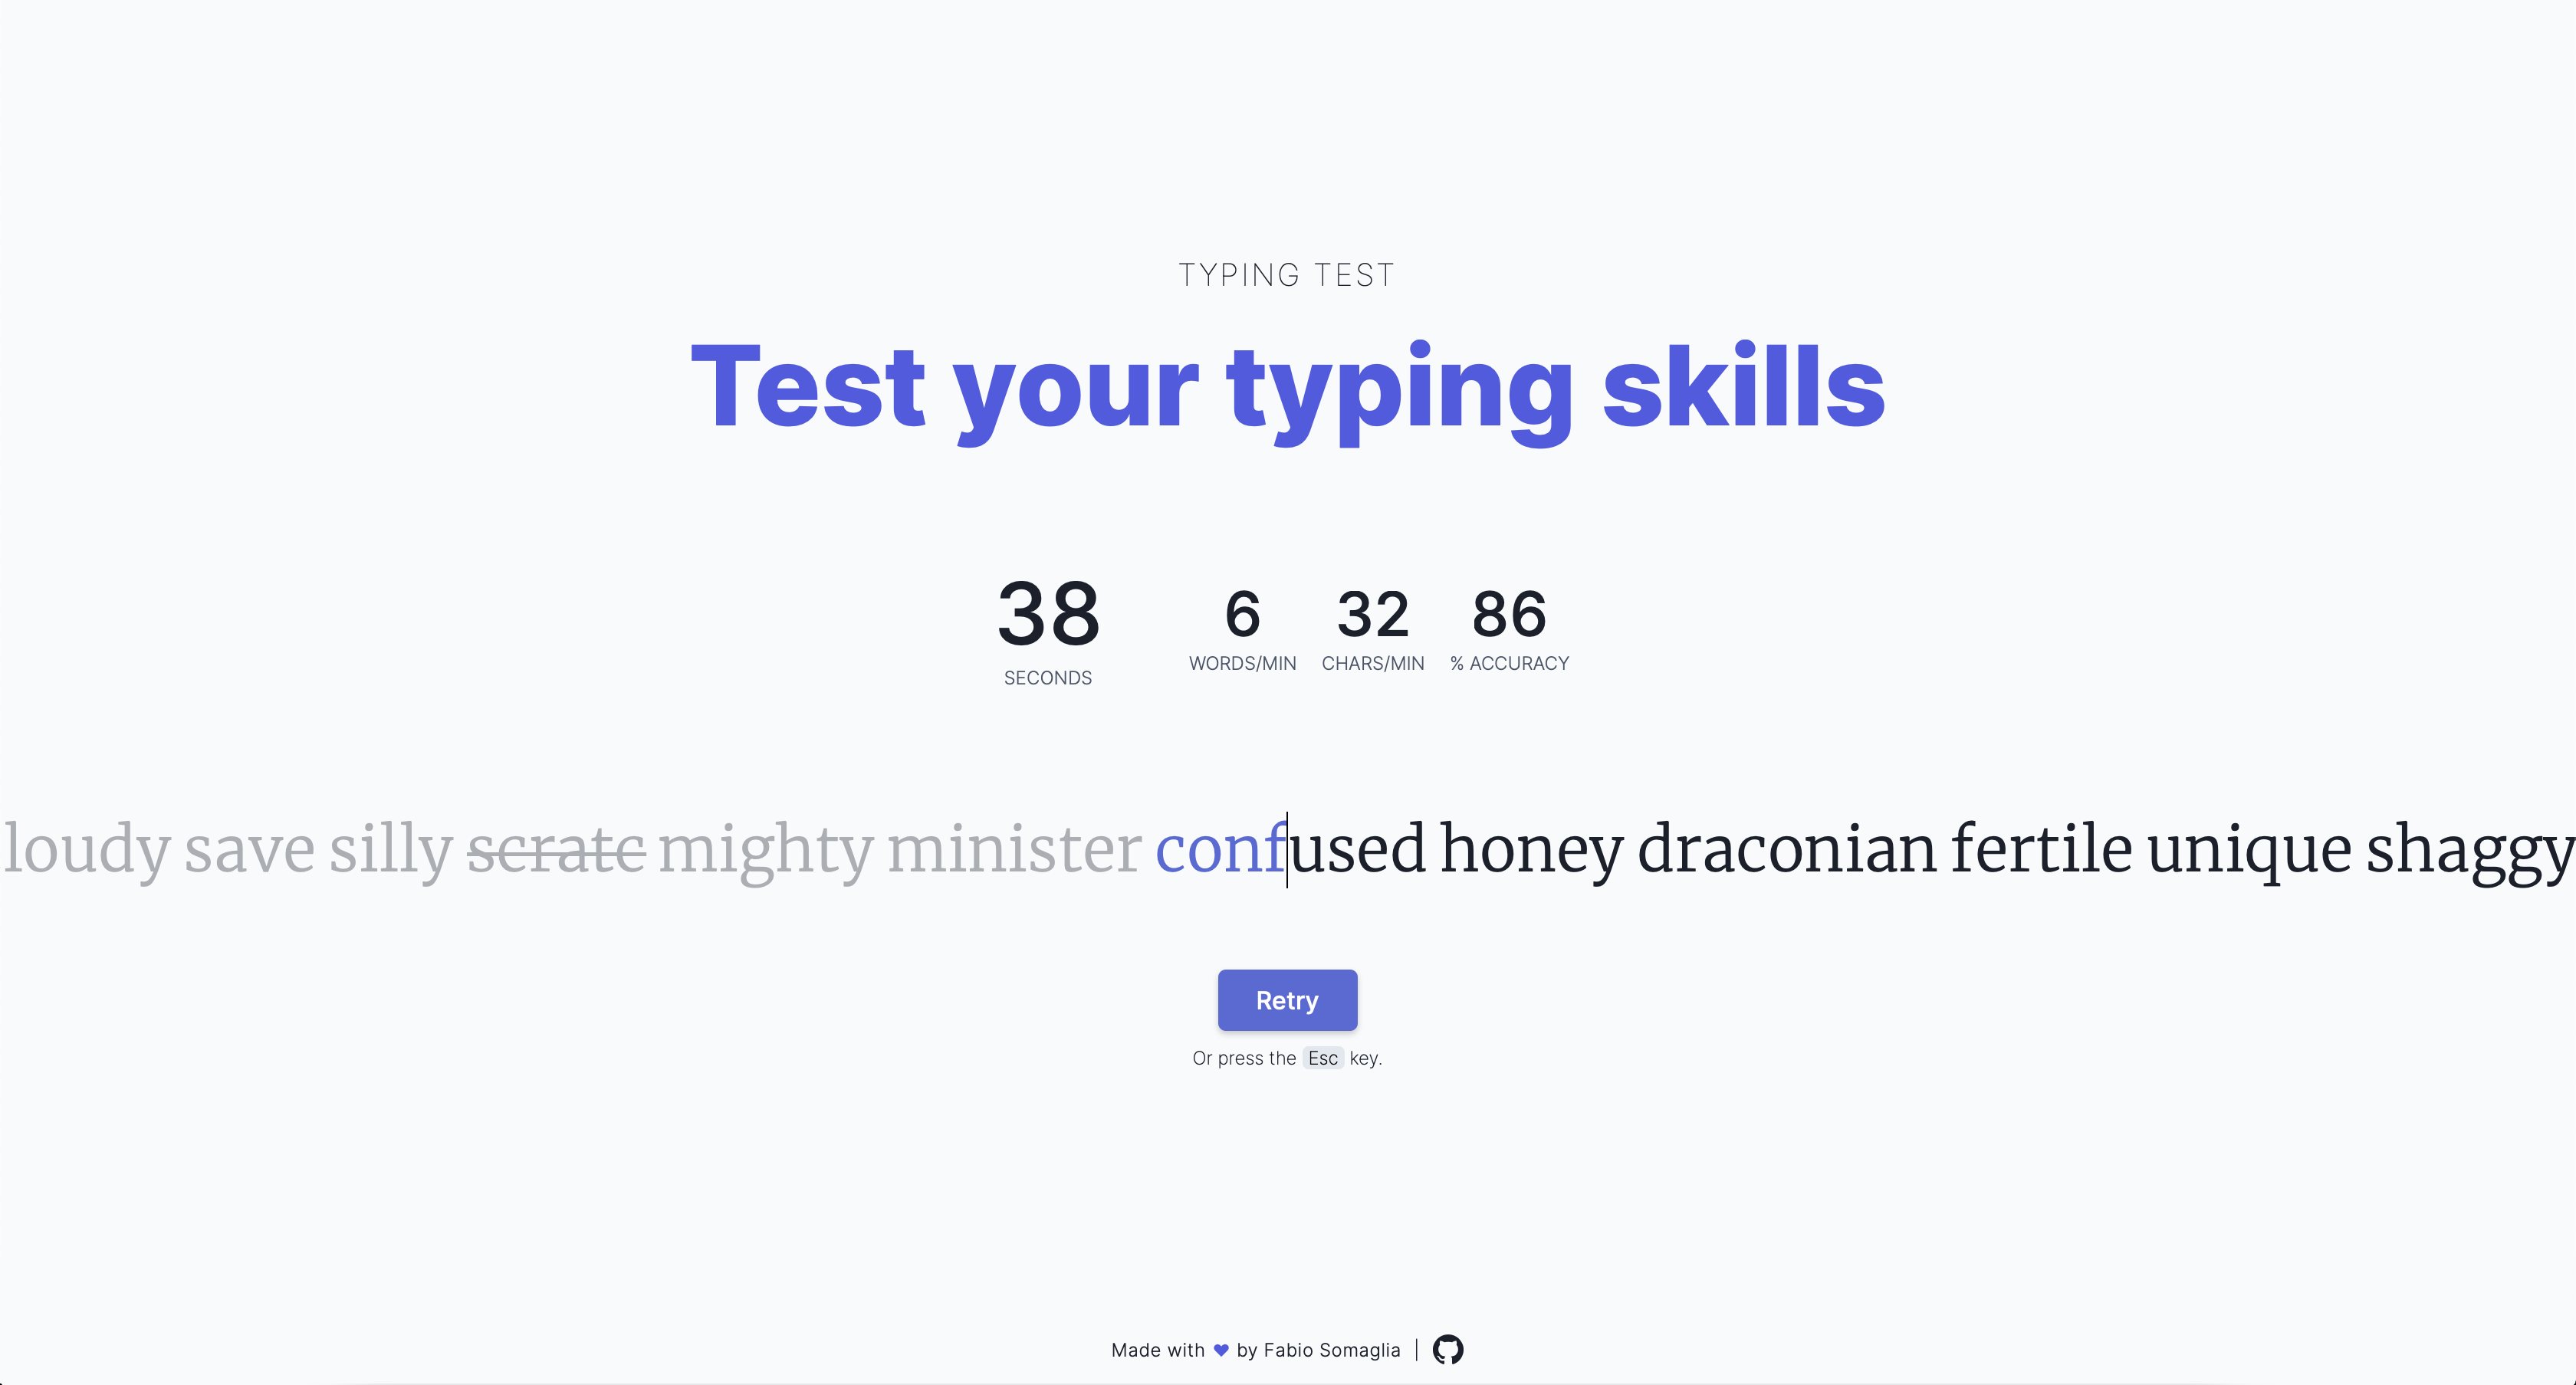 TYPING TEST
Test your typing skills
38 6 32 86
SECONDS WORDS/MIN CHARS/MIN % ACCURACY
loudy save silly scratc mighty minister confused honey draconian fertile unique shaggy
Retry
Or press the Esc key.
Made with ♥ by Fabio Somaglia |